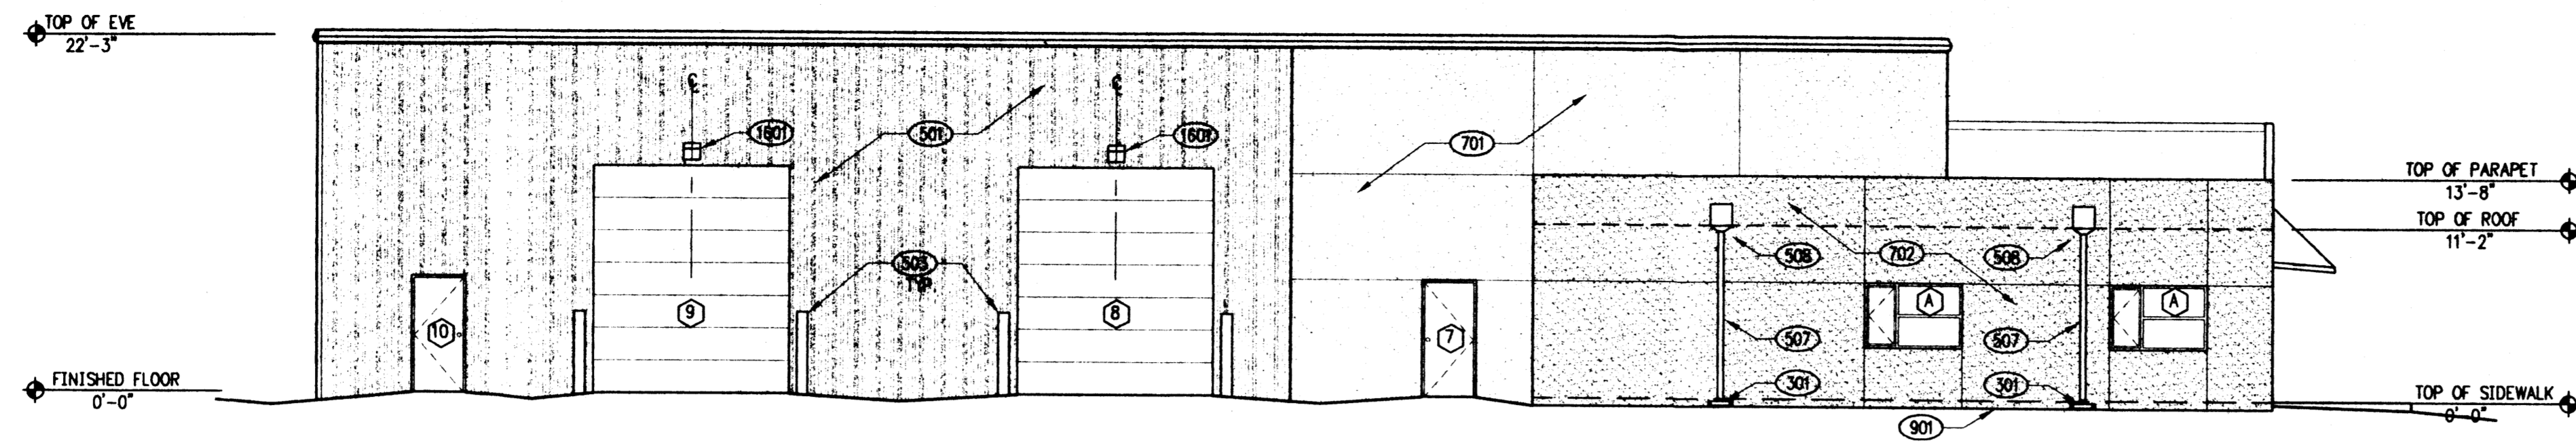 TOP OF EVE
22'-3"
1601
501
1601
701
TOP OF PARAPET
13'-8"
TOP OF ROOF
11'-2"
503
TYP.
508
702
508
10
9
8
7
A
A
507
507
FINISHED FLOOR
0'-0"
301
301
TOP OF SIDEWALK
0'-0"
901